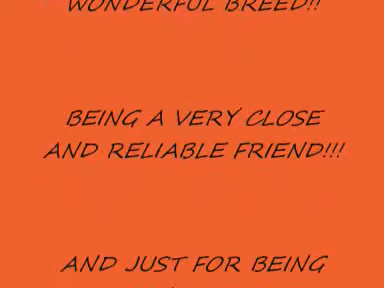 WONDERFUL BREED!!
BEING A VERY CLOSE
AND RELIABLE FRIEND!!!
AND JUST FOR BEING